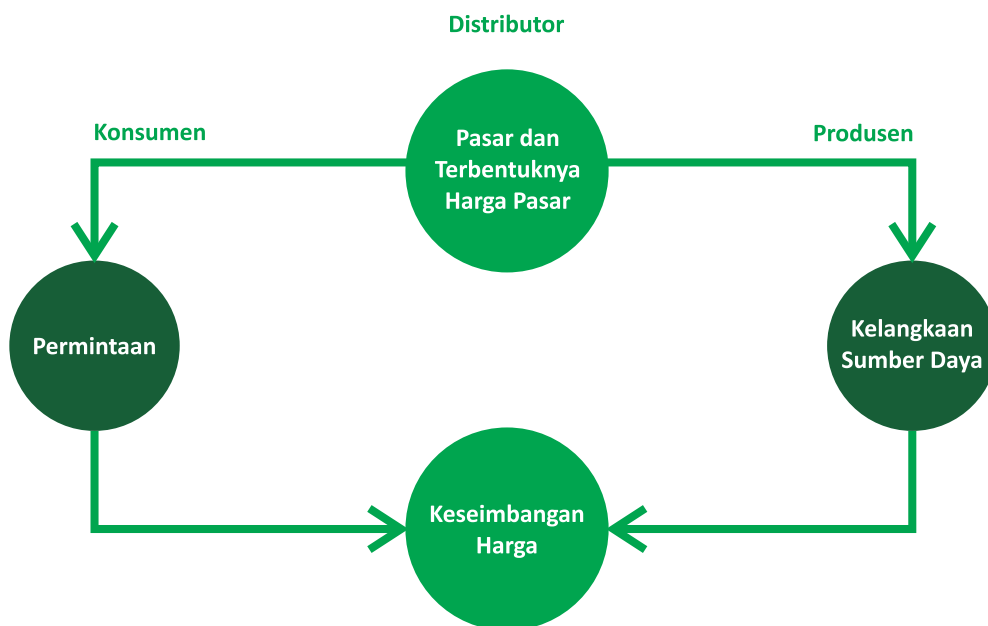 Distributor
Konsumen
Produsen
Pasar dan
Terbentuknya
Harga Pasar
Permintaan
Kelangkaan
Sumber Daya
Keseimbangan
Harga